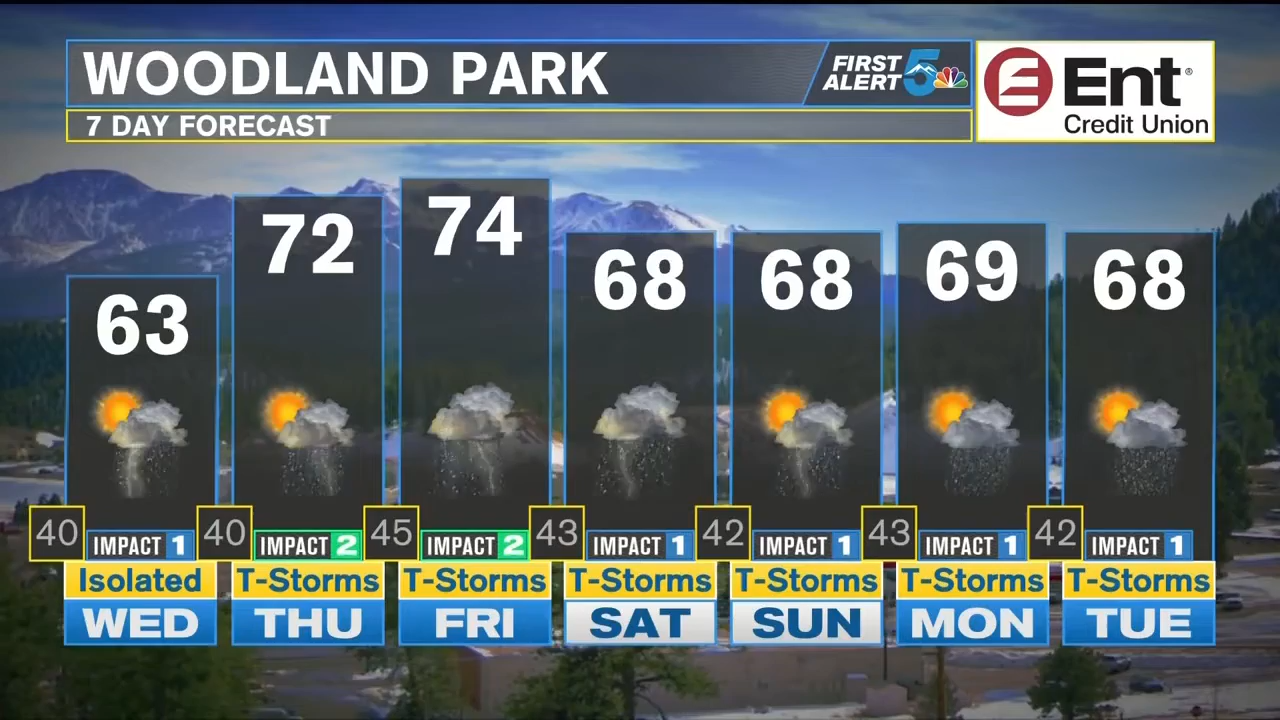 WOODLAND PARK
FIRST ALERT 5
Ent
Credit Union
7 DAY FORECAST
63 72 74 68 68 69 68
40 IMPACT 1 40 IMPACT 2 45 IMPACT 2 43 IMPACT 1 42 IMPACT 1 43 IMPACT 1 42 IMPACT 1
Isolated T-Storms T-Storms T-Storms T-Storms T-Storms T-Storms
WED THU FRI SAT SUN MON TUE